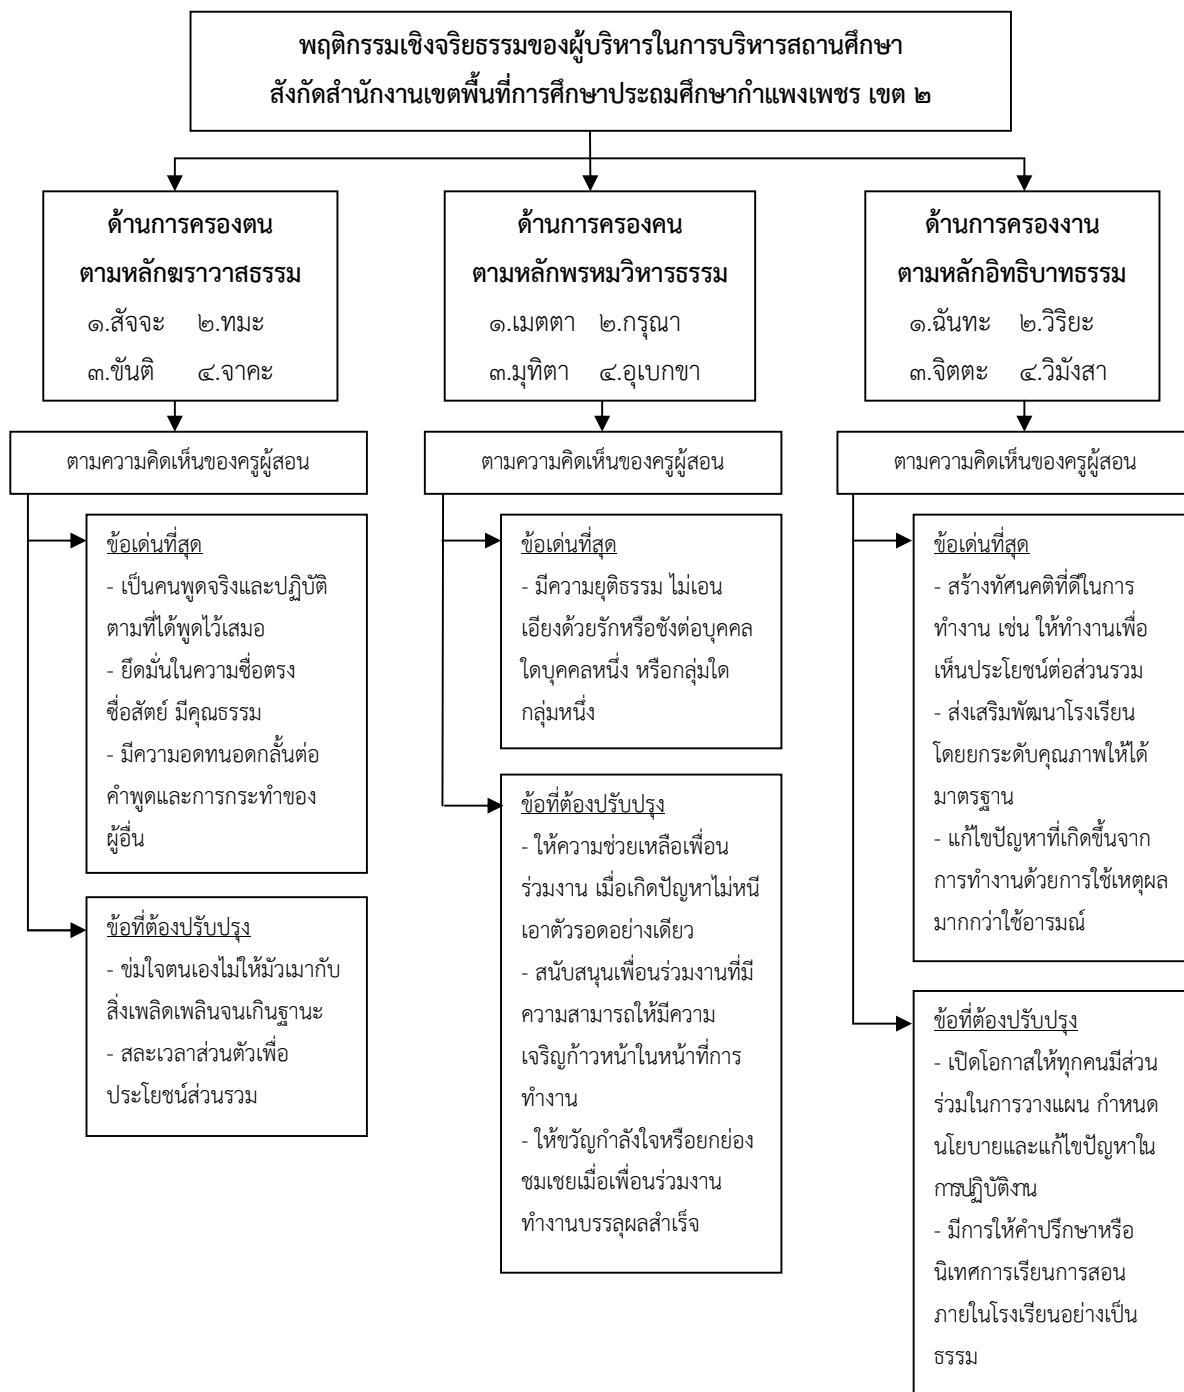 พฤติกรรมเชิงจริยธรรมของผู้บริหารในการบริหารสถานศึกษา
สังกัดสำนักงานเขตพื้นที่การศึกษาประถมศึกษากำแพงเพชร เขต ๒
ด้านการครองตน
ตามหลักฆราวาสธรรม
๑.สัจจะ ๒.ทมะ
๓.ขันติ ๔.จาคะ
ตามความคิดเห็นของครูผู้สอน
ข้อเด่นที่สุด
- เป็นคนพูดจริงและปฏิบัติ
ตามที่ได้พูดไว้เสมอ
- ยึดมั่นในความซื่อตรง
ซื่อสัตย์ มีคุณธรรม
- มีความอดทนอดกลั้นต่อ
คำพูดและการกระทำของ
ผู้อื่น
ข้อที่ต้องปรับปรุง
- ข่มใจตนเองไม่ให้มัวเมากับ
สิ่งเพลิดเพลินจนเกินฐานะ
- สละเวลาส่วนตัวเพื่อ
ประโยชน์ส่วนรวม
ด้านการครองคน
ตามหลักพรหมวิหารธรรม
๑.เมตตา ๒.กรุณา
๓.มุทิตา ๔.อุเบกขา
ตามความคิดเห็นของครูผู้สอน
ข้อเด่นที่สุด
- มีความยุติธรรม ไม่เอน
เอียงด้วยรักหรือชังต่อบุคคล
ใดบุคคลหนึ่ง หรือกลุ่มใด
กลุ่มหนึ่ง
ข้อที่ต้องปรับปรุง
- ให้ความช่วยเหลือเพื่อน
ร่วมงาน เมื่อเกิดปัญหาไม่หนี
เอาตัวรอดอย่างเดียว
- สนับสนุนเพื่อนร่วมงานที่มี
ความสามารถให้มีความ
เจริญก้าวหน้าในหน้าที่การ
ทำงาน
- ให้ขวัญกำลังใจหรือยกย่อง
ชมเชยเมื่อเพื่อนร่วมงาน
ทำงานบรรลุผลสำเร็จ
ด้านการครองงาน
ตามหลักอิทธิบาทธรรม
๑.ฉันทะ ๒.วิริยะ
๓.จิตตะ ๔.วิมังสา
ตามความคิดเห็นของครูผู้สอน
ข้อเด่นที่สุด
- สร้างทัศนคติที่ดีในการ
ทำงาน เช่น ให้ทำงานเพื่อ
เห็นประโยชน์ต่อส่วนรวม
- ส่งเสริมพัฒนาโรงเรียน
โดยยกระดับคุณภาพให้ได้
มาตรฐาน
- แก้ไขปัญหาที่เกิดขึ้นจาก
การทำงานด้วยการใช้เหตุผล
มากกว่าใช้อารมณ์
ข้อที่ต้องปรับปรุง
- เปิดโอกาสให้ทุกคนมีส่วน
ร่วมในการวางแผน กำหนด
นโยบายและแก้ไขปัญหาใน
การปฏิบัติงาน
- มีการให้คำปรึกษาหรือ
นิเทศการเรียนการสอน
ภายในโรงเรียนอย่างเป็น
ธรรม